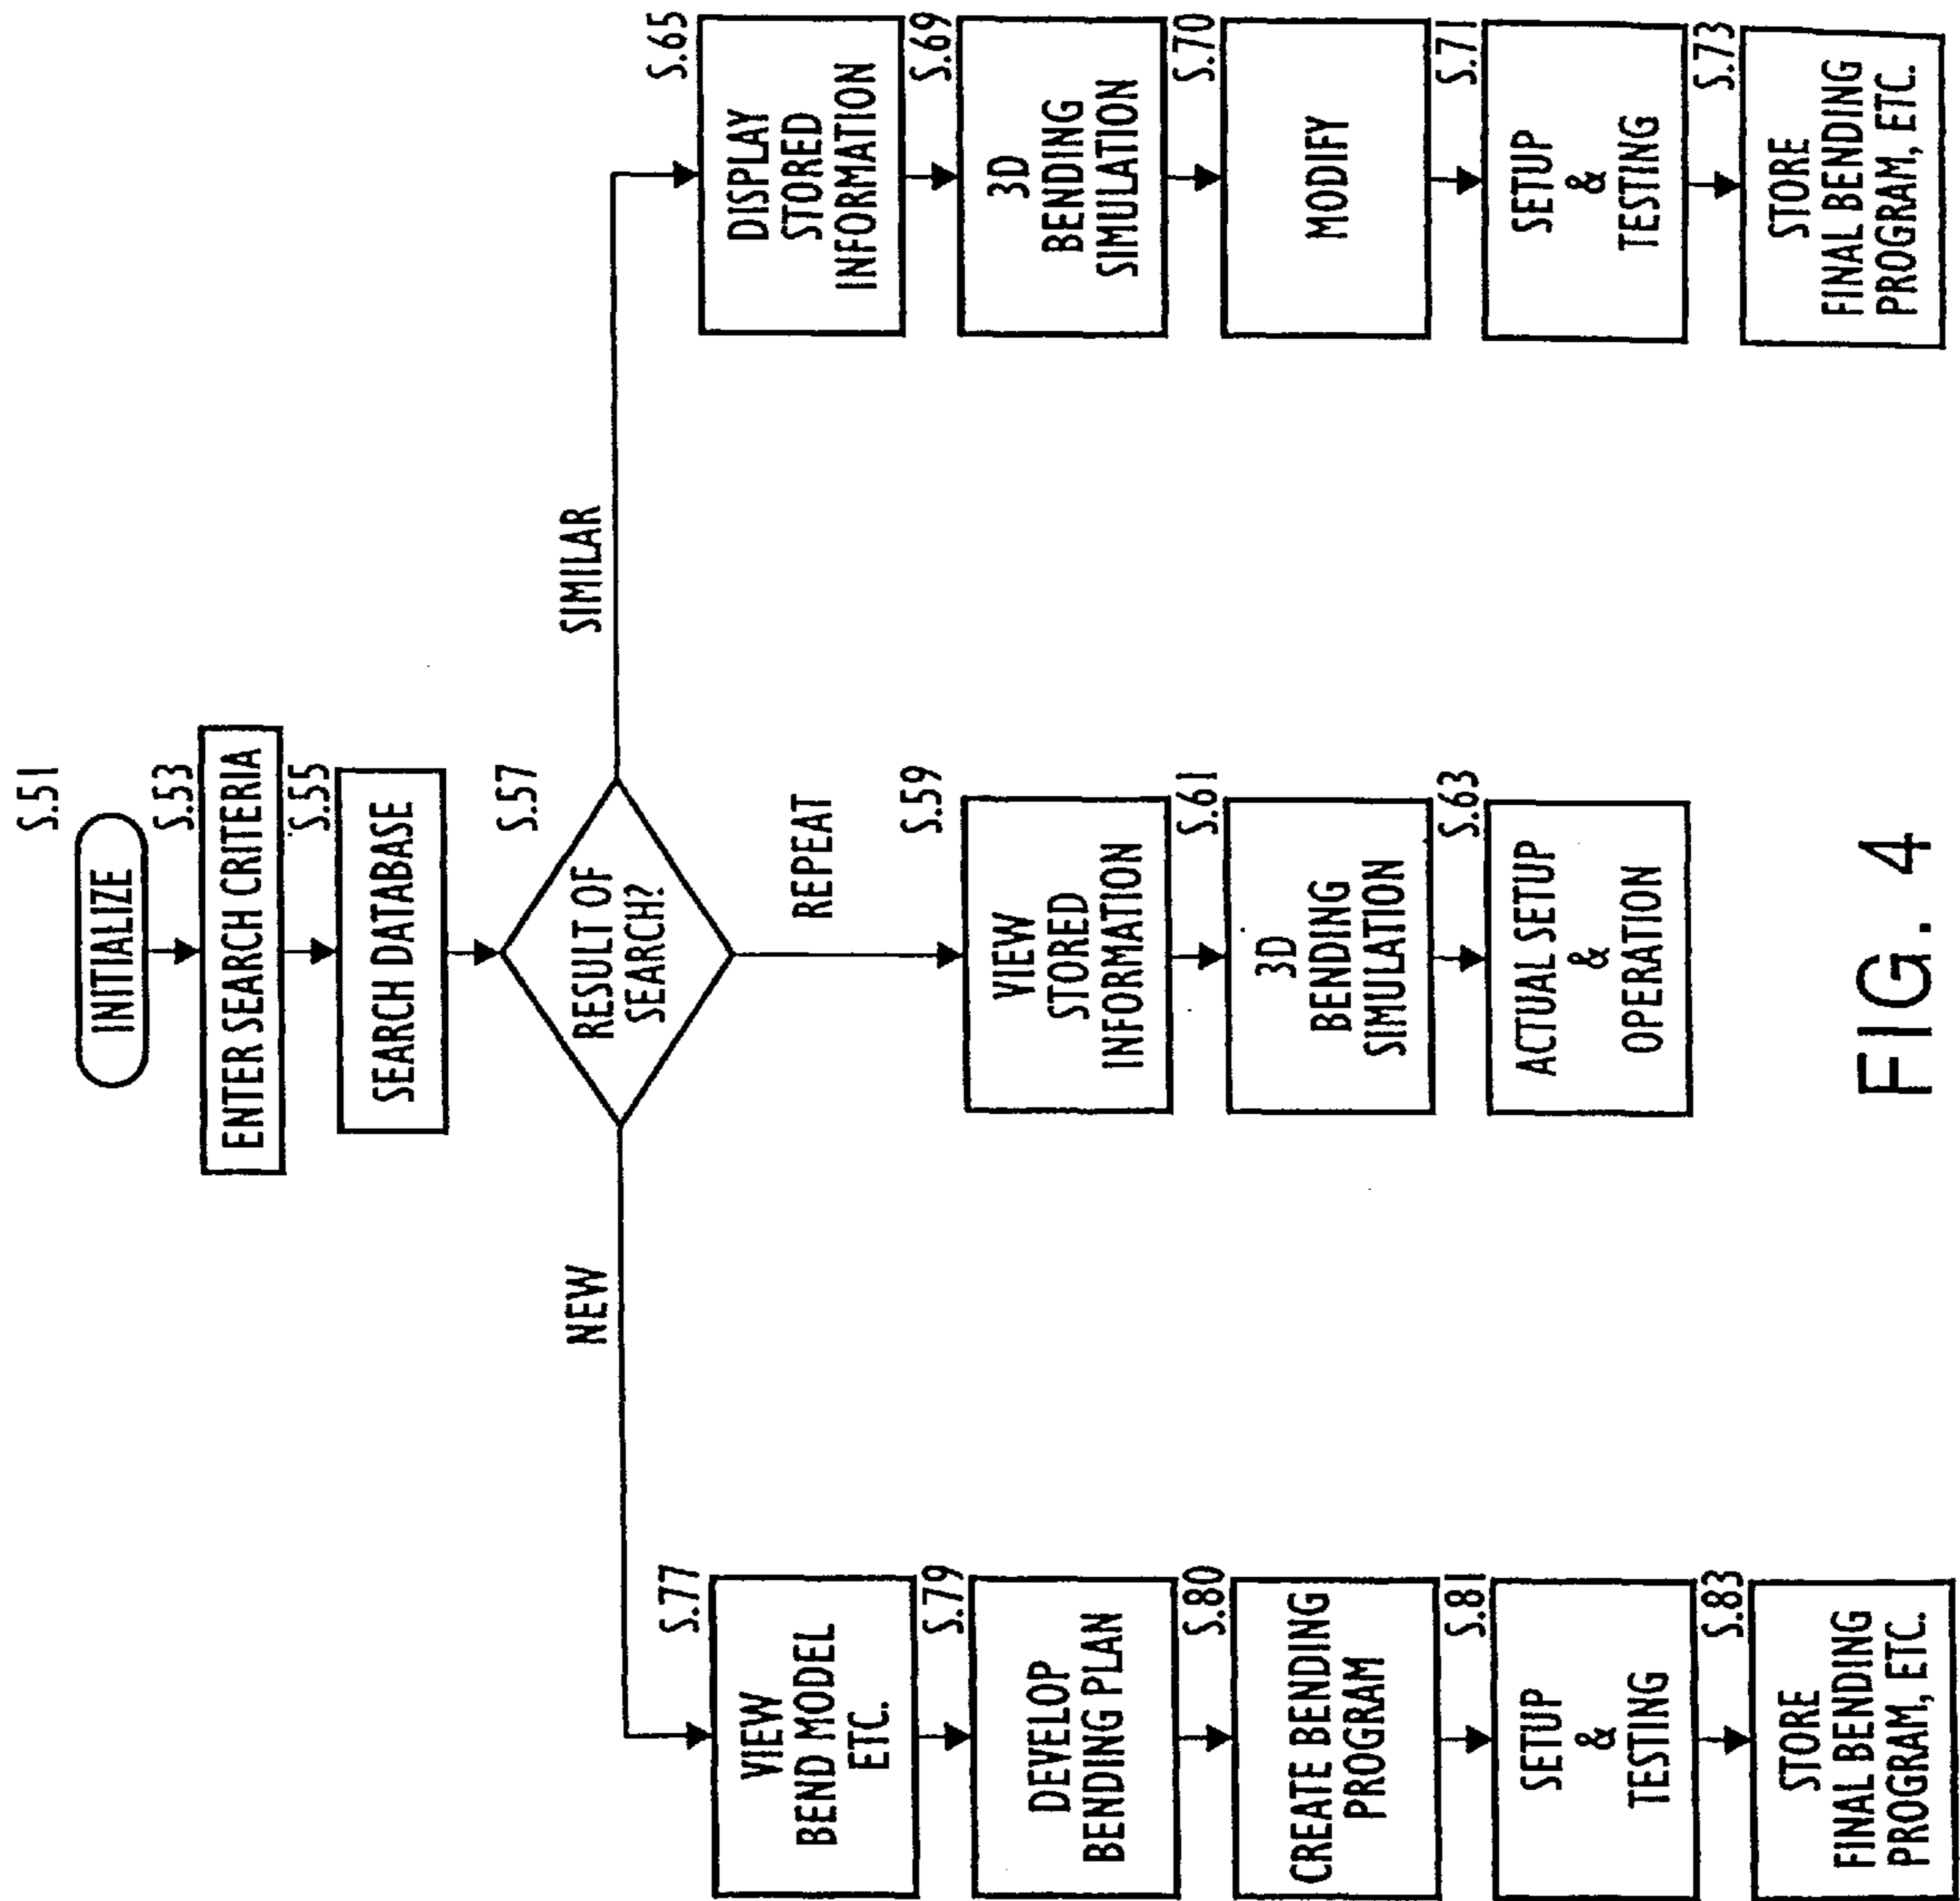 S.51
INITIALIZE
S.53
ENTER SEARCH CRITERIA
S.55
SEARCH DATABASE
S.57
RESULT OF
SEARCH?
NEW
REPEAT
SIMILAR
S.77
VIEW
BEND MODEL
ETC.
S.79
DEVELOP
BENDING PLAN
S.80
CREATE BENDING
PROGRAM
S.81
SETUP
&
TESTING
S.83
STORE
FINAL BENDING
PROGRAM, ETC.
S.59
VIEW
STORED
INFORMATION
S.61
3D
BENDING
SIMULATION
S.63
ACTUAL SETUP
&
OPERATION
S.65
DISPLAY
STORED
INFORMATION
S.69
3D
BENDING
SIMULATION
S.70
MODIFY
S.71
SETUP
&
TESTING
S.73
STORE
FINAL BENDING
PROGRAM, ETC.
FIG. 4